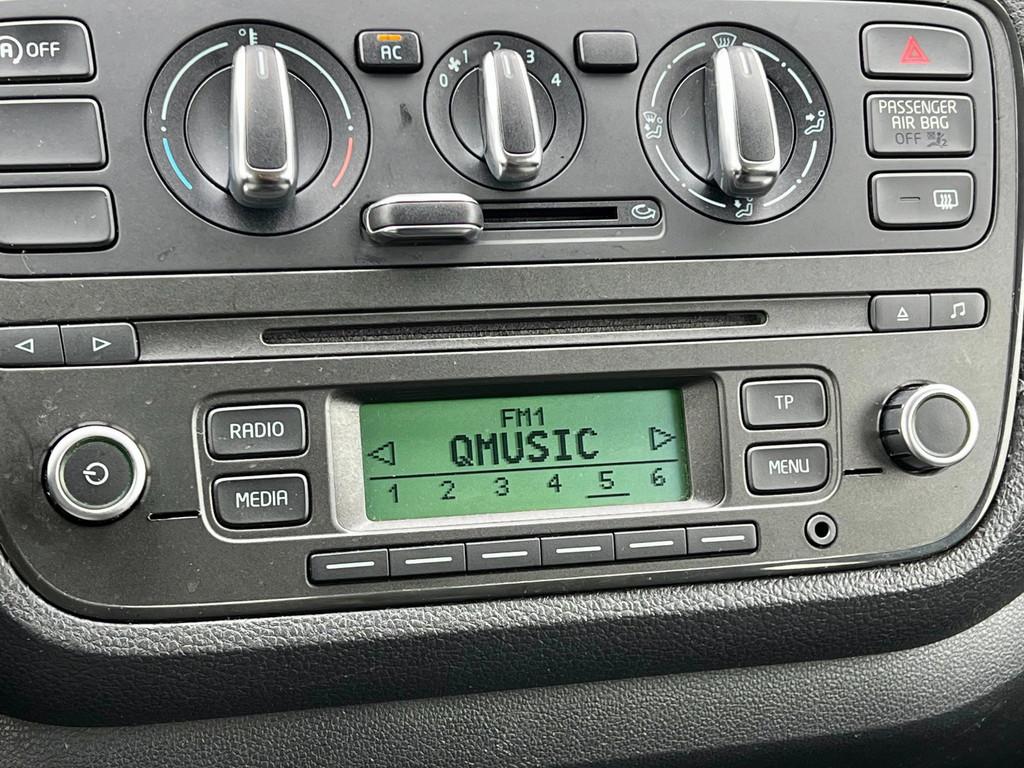 (A) OFF
AC
0 2 3 4
PASSENGER
AIR BAG
OFF 2
RADIO
MEDIA
FM1
QMUSIC
1 2 3 4 5 6
TP
MENU